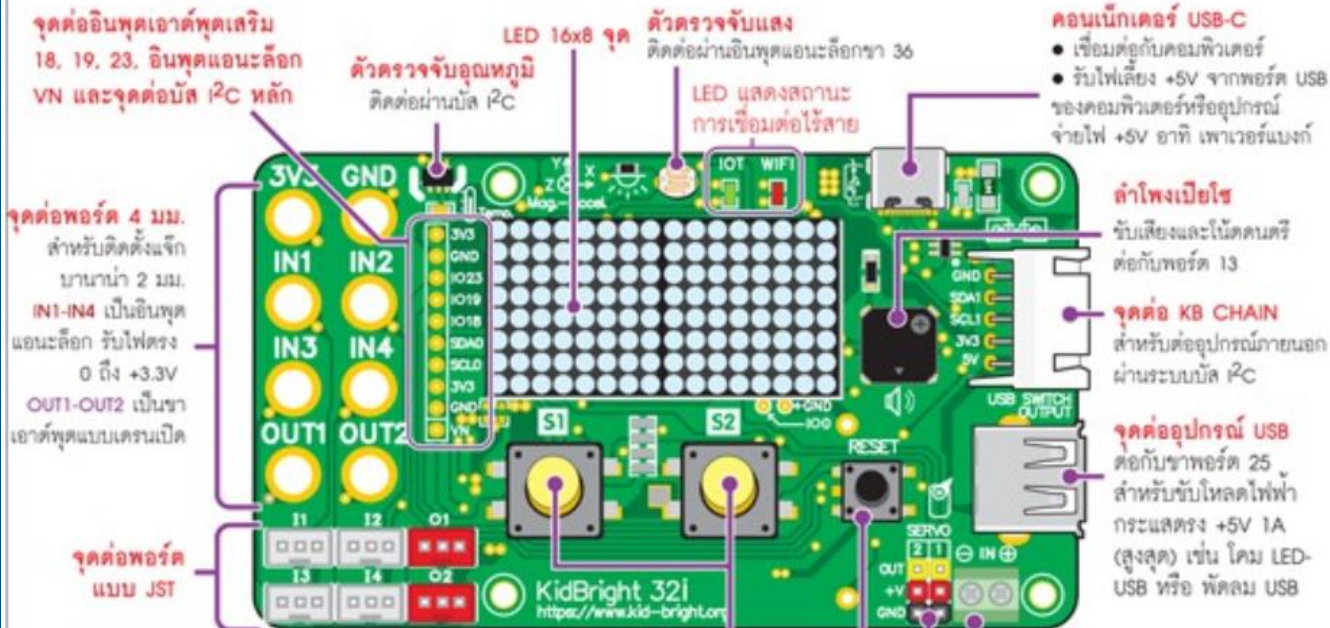 จุดต่ออินพุตเอาต์พุตเสริม
18, 19, 23, อินพุตแอนะล็อก
VN และจุดต่อบัส I²C หลัก
ตัวตรวจจับอุณหภูมิ
ติดต่อผ่านบัส I²C
LED 16x8 จุด
ตัวตรวจจับแสง
ติดต่อผ่านอินพุตแอนะล็อกขา 36
LED แสดงสถานะ
การเชื่อมต่อไร้สาย
คอนเน็กเตอร์ USB-C
● เชื่อมต่อกับคอมพิวเตอร์
● รับไฟเลี้ยง +5V จากพอร์ต USB
ของคอมพิวเตอร์หรืออุปกรณ์
จ่ายไฟ +5V อาทิ เพาเวอร์แบงก์
จุดต่อพอร์ต 4 มม.
สำหรับติดตั้งแจ็ก
บานาน่า 2 มม.
IN1-IN4 เป็นอินพุต
แอนะล็อก รับไฟตรง
0 ถึง +3.3V
OUT1-OUT2 เป็นขา
เอาต์พุตแบบเดรนเปิด
จุดต่อพอร์ต
แบบ JST
3V3 GND
IN1 IN2
IN3 IN4
OUT1 OUT2
I1 I2 O1
I3 I4 O2
Temp.
Y
Z X
Mag.-Accel.
IOT WIFI
3V3
GND
IO23
IO19
IO18
SDA0
SCL0
3V3
GND
VN
S1 S2
+GND
IO0
RESET
KidBright 32i
https://www.kid-bright.org
SERVO
2 1
OUT
+V
GND
⊖ IN ⊕
GND
SDA1
SCL1
3V3
5V
USB SWITCH
OUTPUT
ลำโพงเปียโซ
ขับเสียงและโน้ตดนตรี
ต่อกับพอร์ต 13
จุดต่อ KB CHAIN
สำหรับต่ออุปกรณ์ภายนอก
ผ่านระบบบัส I²C
จุดต่ออุปกรณ์ USB
ต่อกับขาพอร์ต 25
สำหรับขับโหลดไฟฟ้า
กระแสตรง +5V 1A
(สูงสุด) เช่น โคม LED-
USB หรือ พัดลม USB